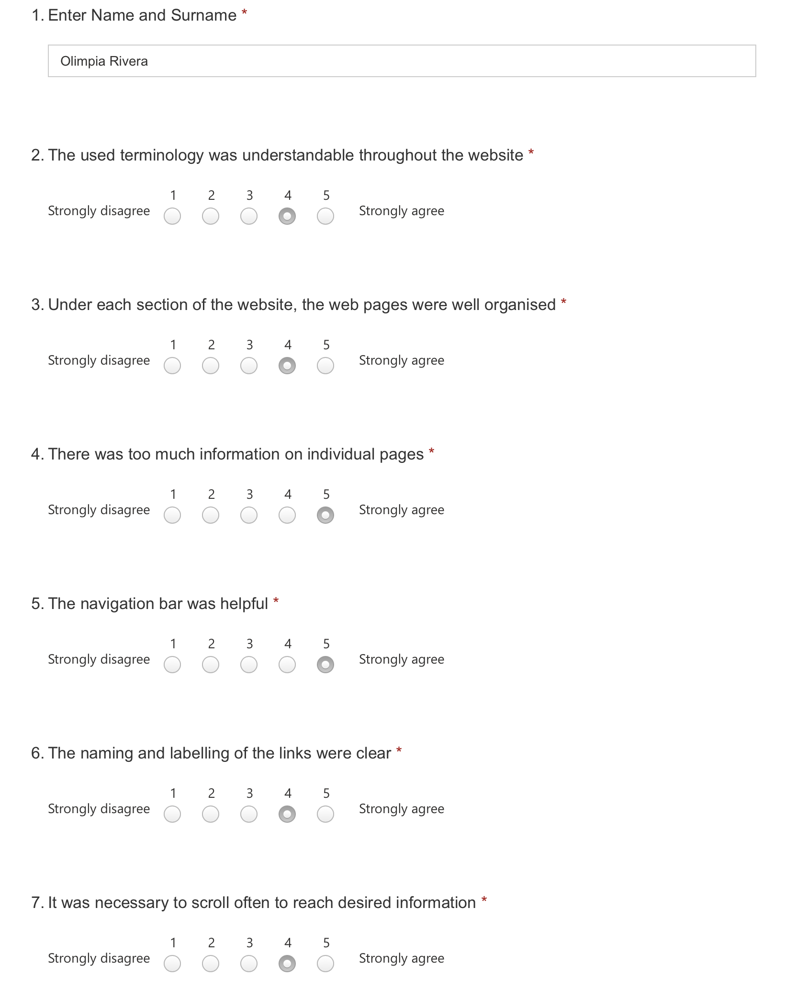 1. Enter Name and Surname *
Olimpia Rivera
2. The used terminology was understandable throughout the website *
1 2 3 4 5
Strongly disagree Strongly agree
3. Under each section of the website, the web pages were well organised *
1 2 3 4 5
Strongly disagree Strongly agree
4. There was too much information on individual pages *
1 2 3 4 5
Strongly disagree Strongly agree
5. The navigation bar was helpful *
1 2 3 4 5
Strongly disagree Strongly agree
6. The naming and labelling of the links were clear *
1 2 3 4 5
Strongly disagree Strongly agree
7. It was necessary to scroll often to reach desired information *
1 2 3 4 5
Strongly disagree Strongly agree